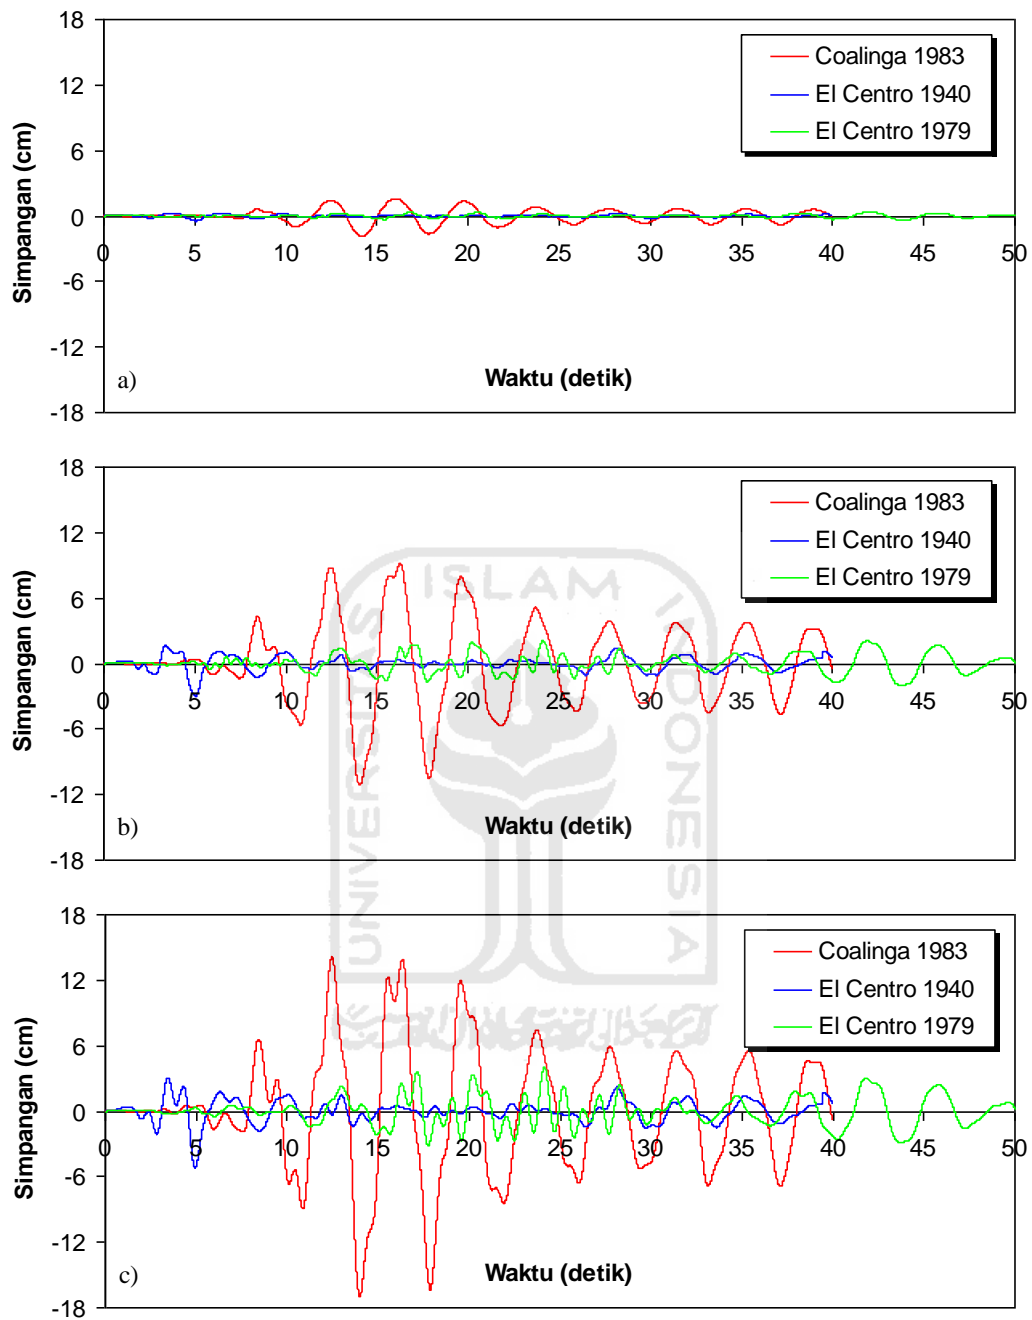 18
12
6
0
-6
-12
-18
Simpangan (cm)
Coalinga 1983
El Centro 1940
El Centro 1979
0 5 10 15 20 25 30 35 40 45 50
a)
Waktu (detik)
18
12
6
0
-6
-12
-18
Simpangan (cm)
Coalinga 1983
El Centro 1940
El Centro 1979
0 5 10 15 20 25 30 35 40 45 50
b)
Waktu (detik)
UNIVERSITAS
ISLAM
INDONESIA
18
12
6
0
-6
-12
-18
Simpangan (cm)
Coalinga 1983
El Centro 1940
El Centro 1979
0 5 10 15 20 25 30 35 40 45 50
c)
Waktu (detik)